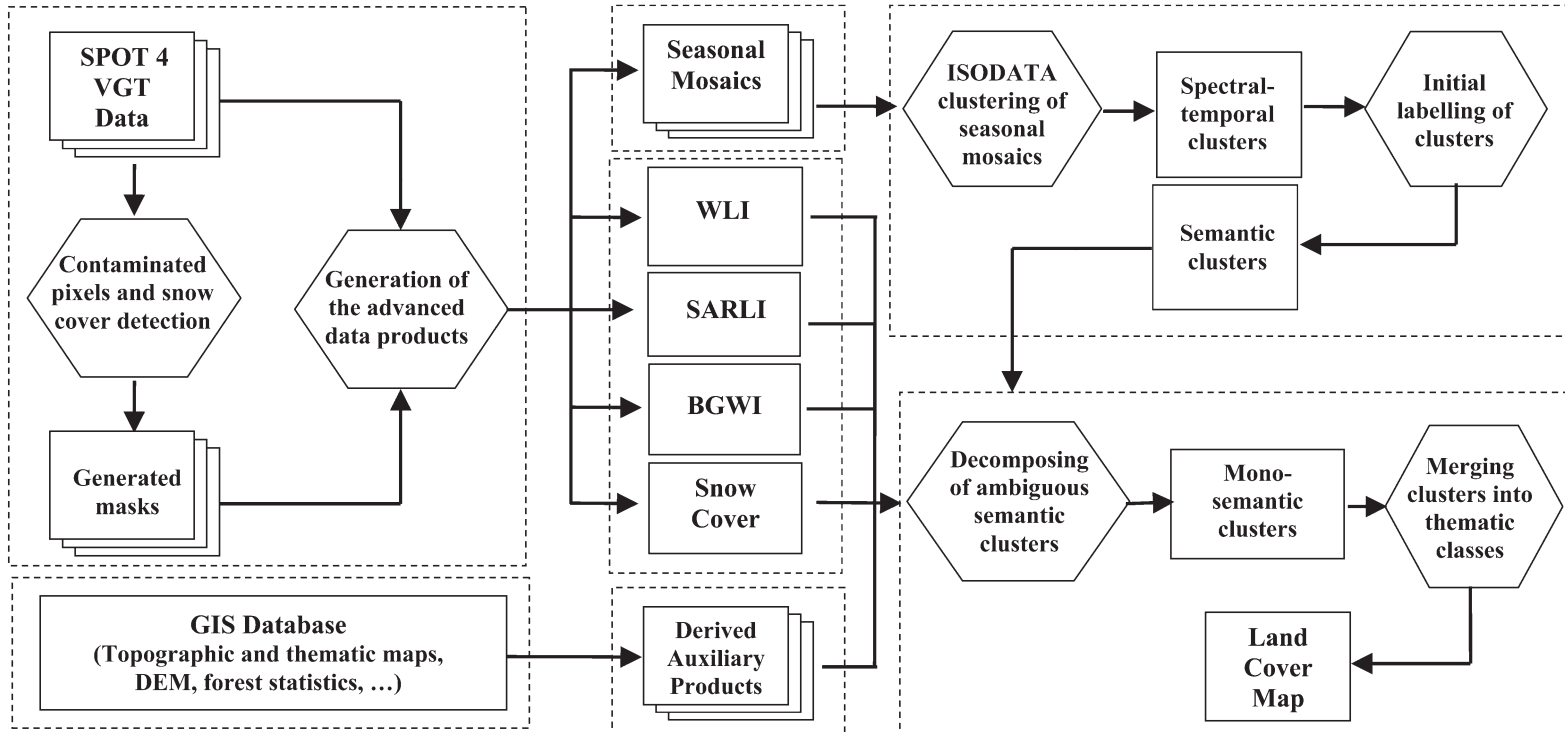 SPOT 4
VGT
Data
Contaminated
pixels and snow
cover detection
Generated
masks
Generation of
the advanced
data products
GIS Database
(Topographic and thematic maps,
DEM, forest statistics, …)
Seasonal
Mosaics
WLI
SARLI
BGWI
Snow
Cover
Derived
Auxiliary
Products
ISODATA
clustering of
seasonal
mosaics
Spectral-
temporal
clusters
Initial
labelling of
clusters
Semantic
clusters
Decomposing
of ambiguous
semantic
clusters
Mono-
semantic
clusters
Merging
clusters into
thematic
classes
Land
Cover
Map